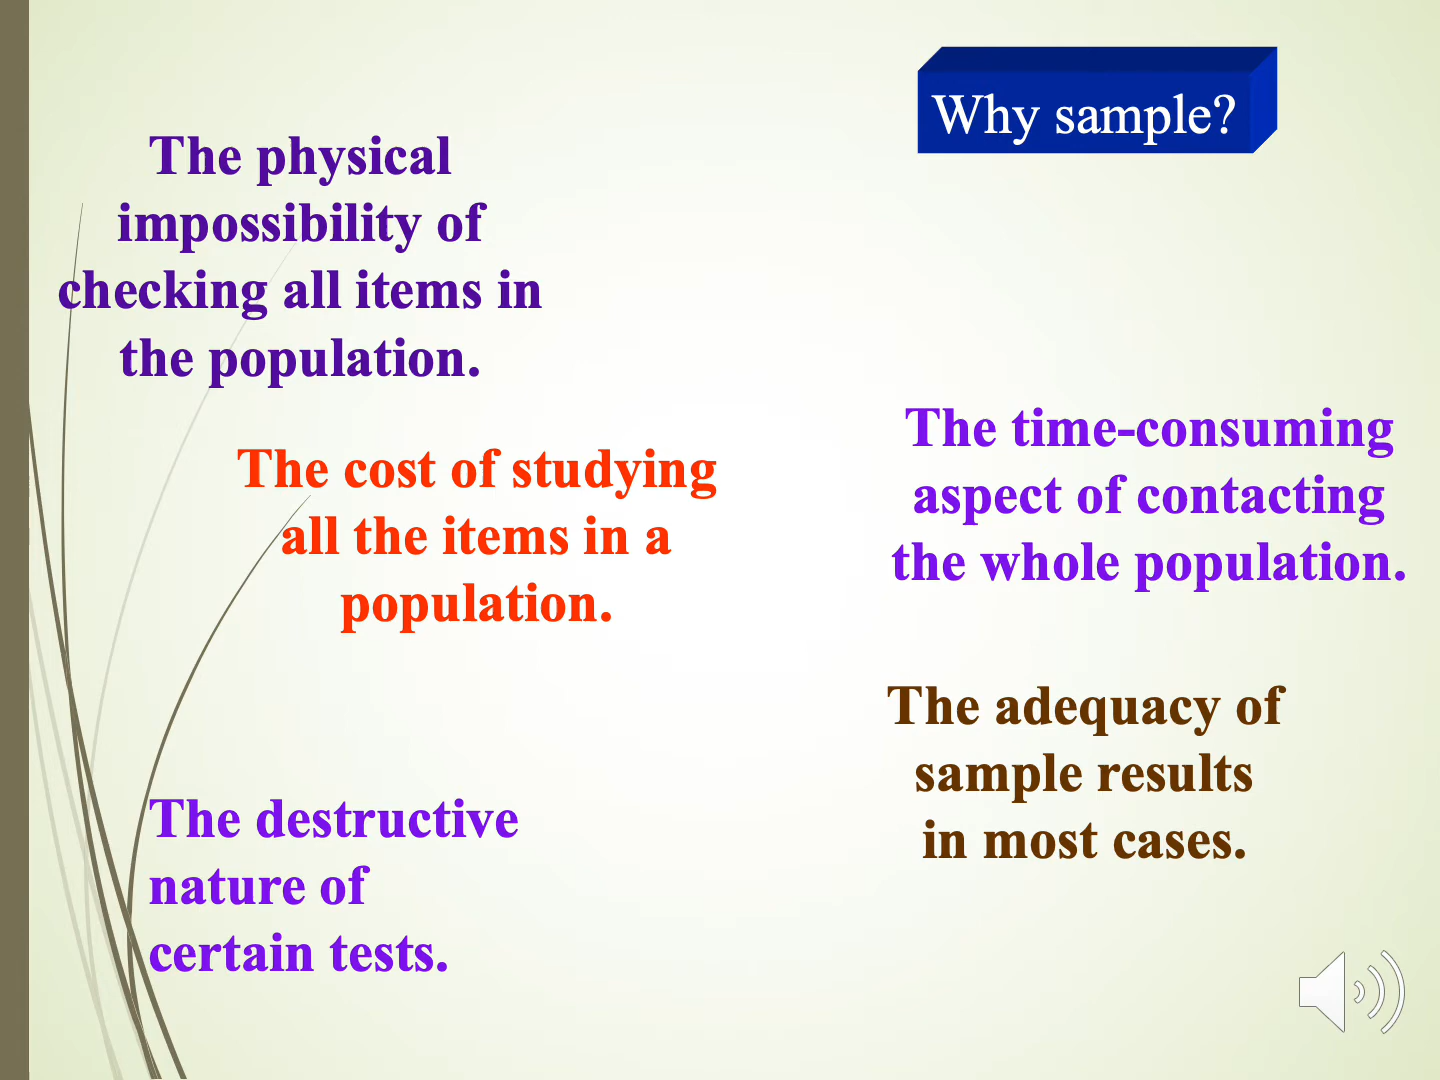 Why sample?
The physical
impossibility of
checking all items in
the population.
The cost of studying
all the items in a
population.
The time-consuming
aspect of contacting
the whole population.
The adequacy of
sample results
in most cases.
The destructive
nature of
certain tests.